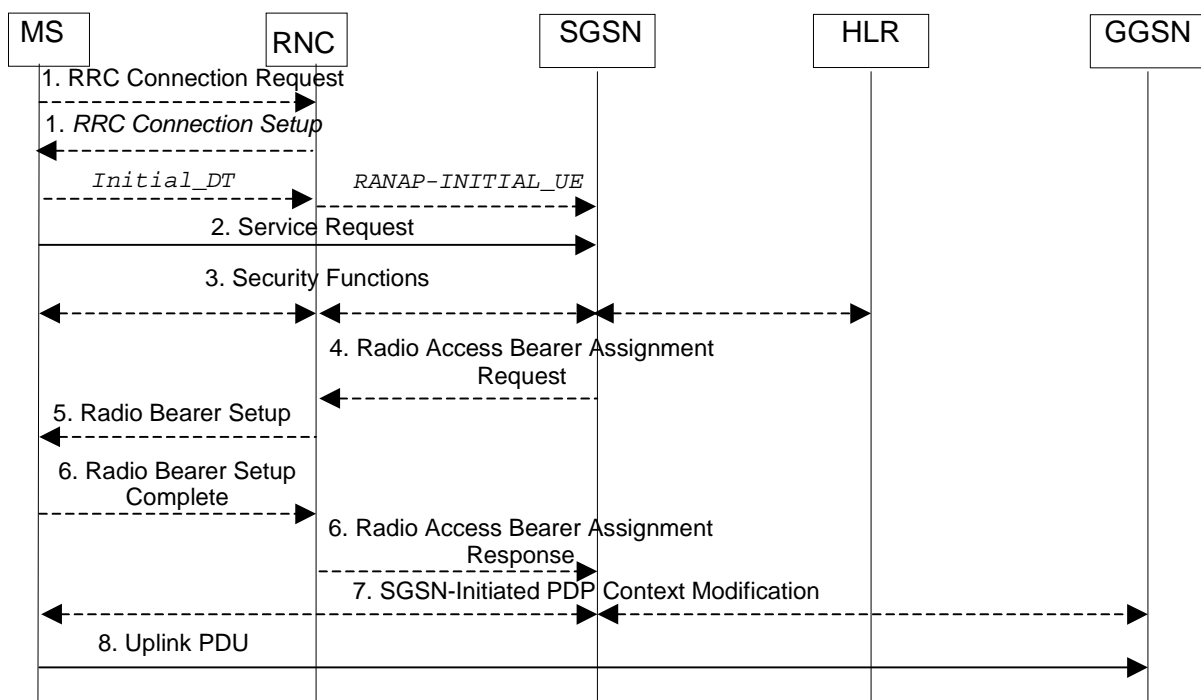 MS
RNC
SGSN
HLR
GGSN
1. RRC Connection Request
1. RRC Connection Setup
Initial_DT
RANAP-INITIAL_UE
2. Service Request
3. Security Functions
4. Radio Access Bearer Assignment
Request
5. Radio Bearer Setup
6. Radio Bearer Setup
Complete
6. Radio Access Bearer Assignment
Response
7. SGSN-Initiated PDP Context Modification
8. Uplink PDU